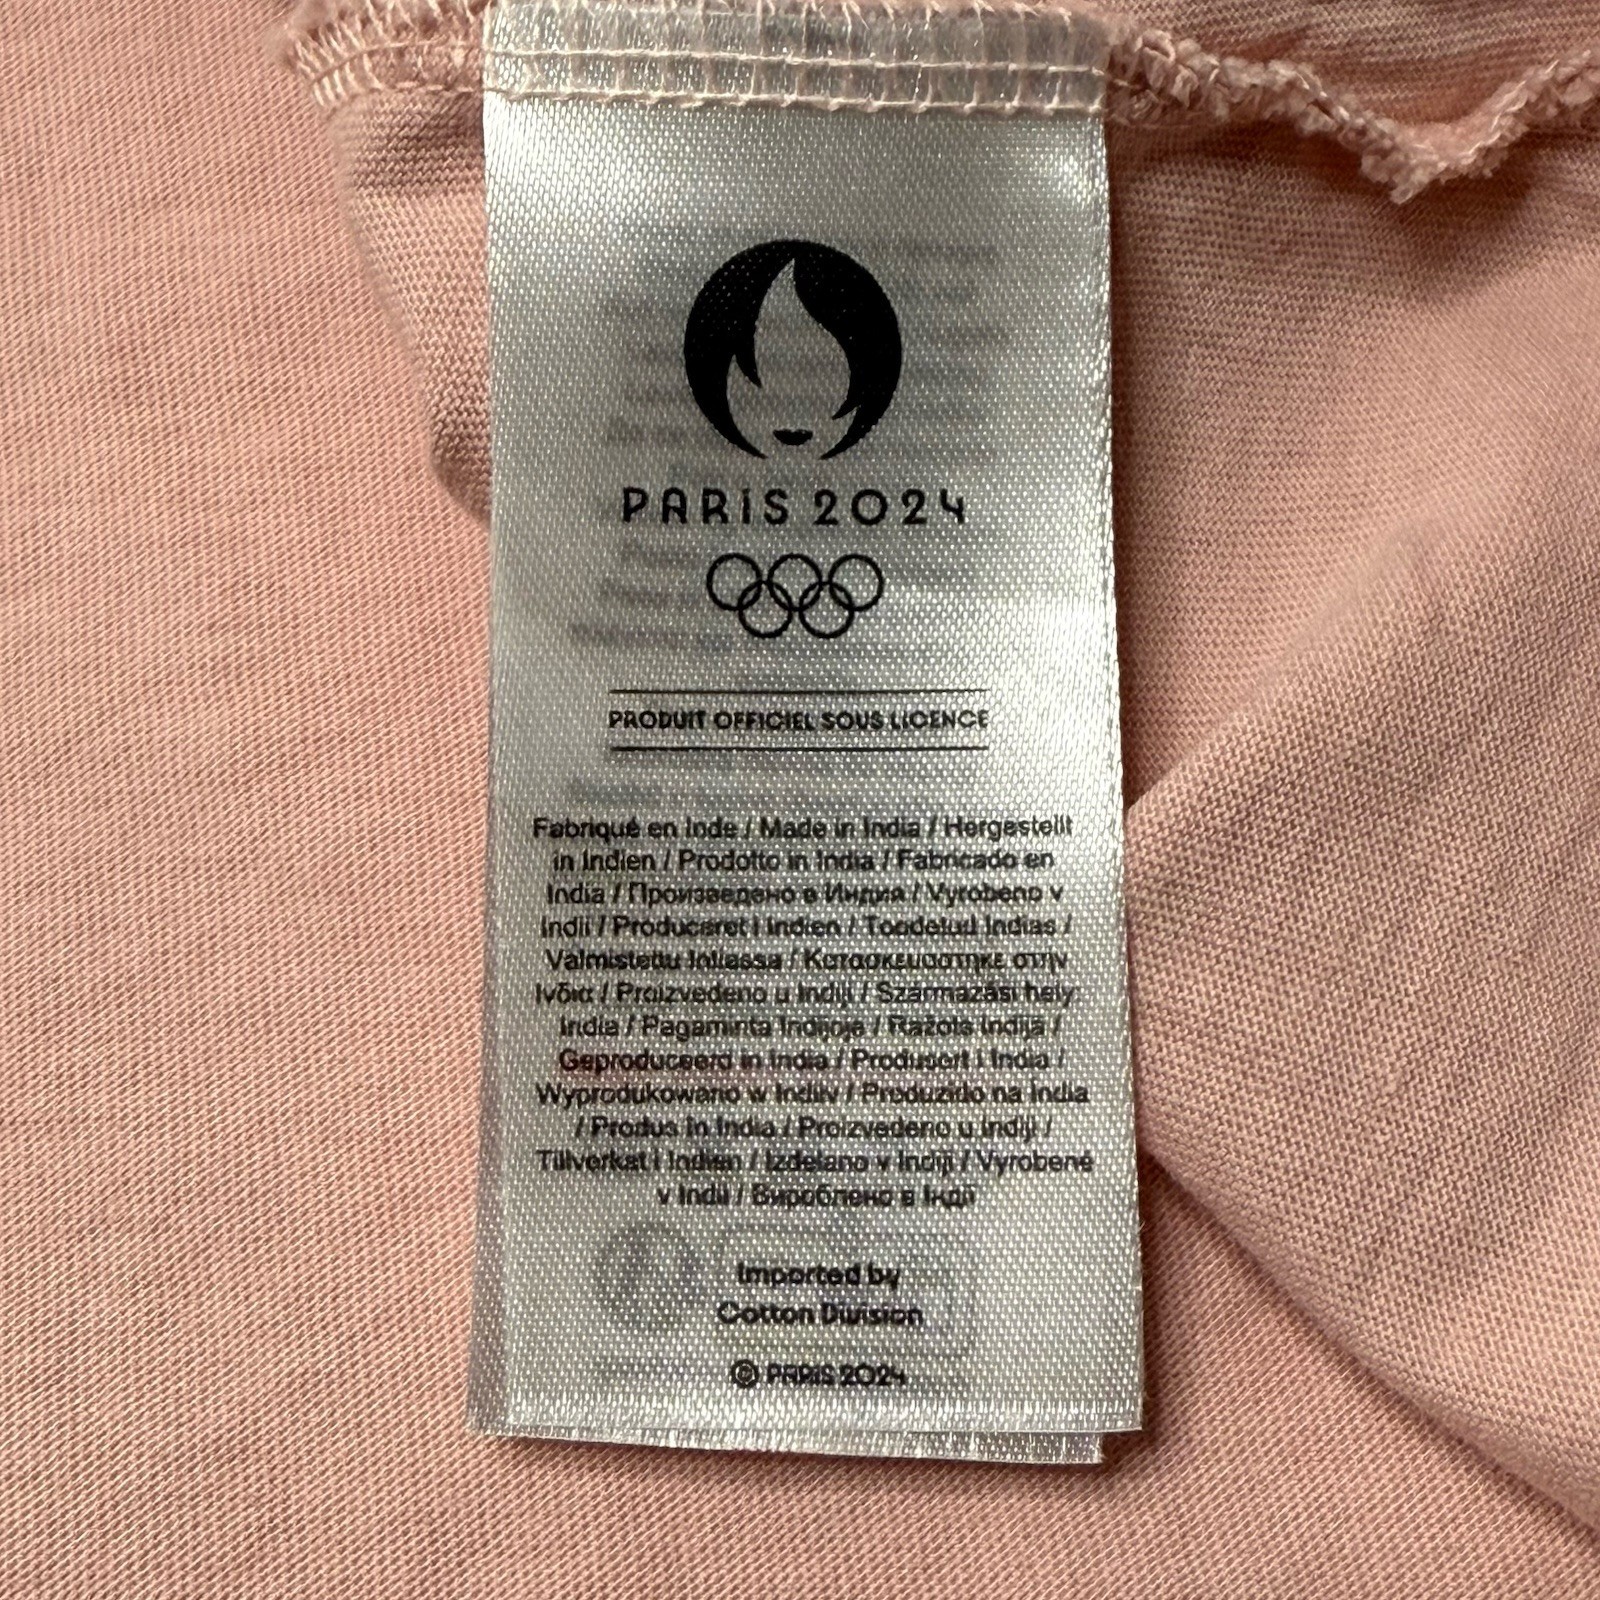 PARIS 2024
PRODUIT OFFICIEL SOUS LICENCE
Fabriqué en Inde / Made in India / Hergestellt
in Indien / Prodotto in India / Fabricado en
India / Произведено в Индия / Vyrobeno v
Indii / Produceret i Indien / Toodetud Indias /
Valmistettu Intiassa / Κατασκευαστηκε στην
Ινδια / Proizvedeno u Indiji / Származási hely:
India / Pagaminta Indijoje / Ražots Indijā /
Geproduceerd in India / Produsert i India /
Wyprodukowano w Indiiv / Produzido na India
/ Produs în India / Proizvedeno u Indiji /
Tillverkat i Indien / Izdelano v Indiji / Vyrobené
v Indii / Вироблено в Індії
Imported by
Cotton Division
© PARIS 2024